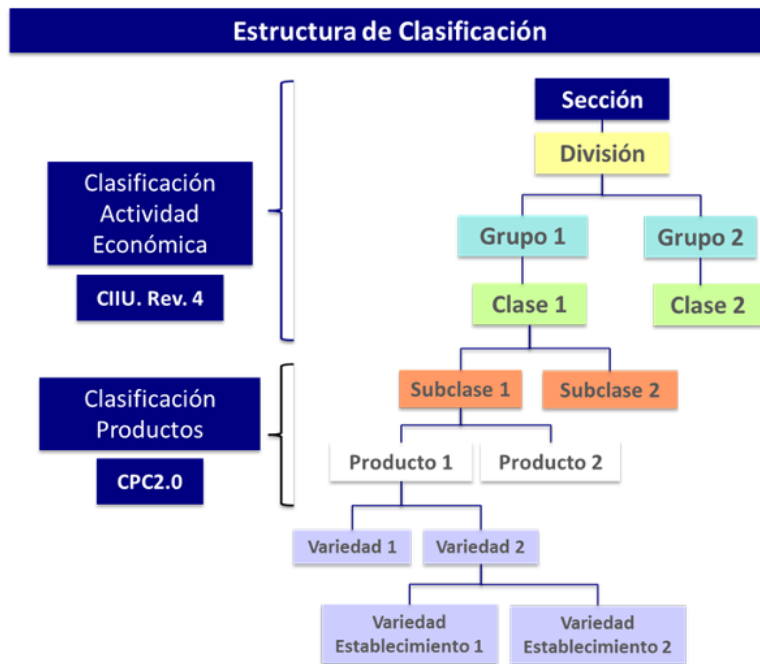 Estructura de Clasificación
Sección
División
Clasificación
Actividad
Económica
CIIU. Rev. 4
Grupo 1
Grupo 2
Clase 1
Clase 2
Clasificación
Productos
CPC2.0
Subclase 1
Subclase 2
Producto 1
Producto 2
Variedad 1
Variedad 2
Variedad
Establecimiento 1
Variedad
Establecimiento 2